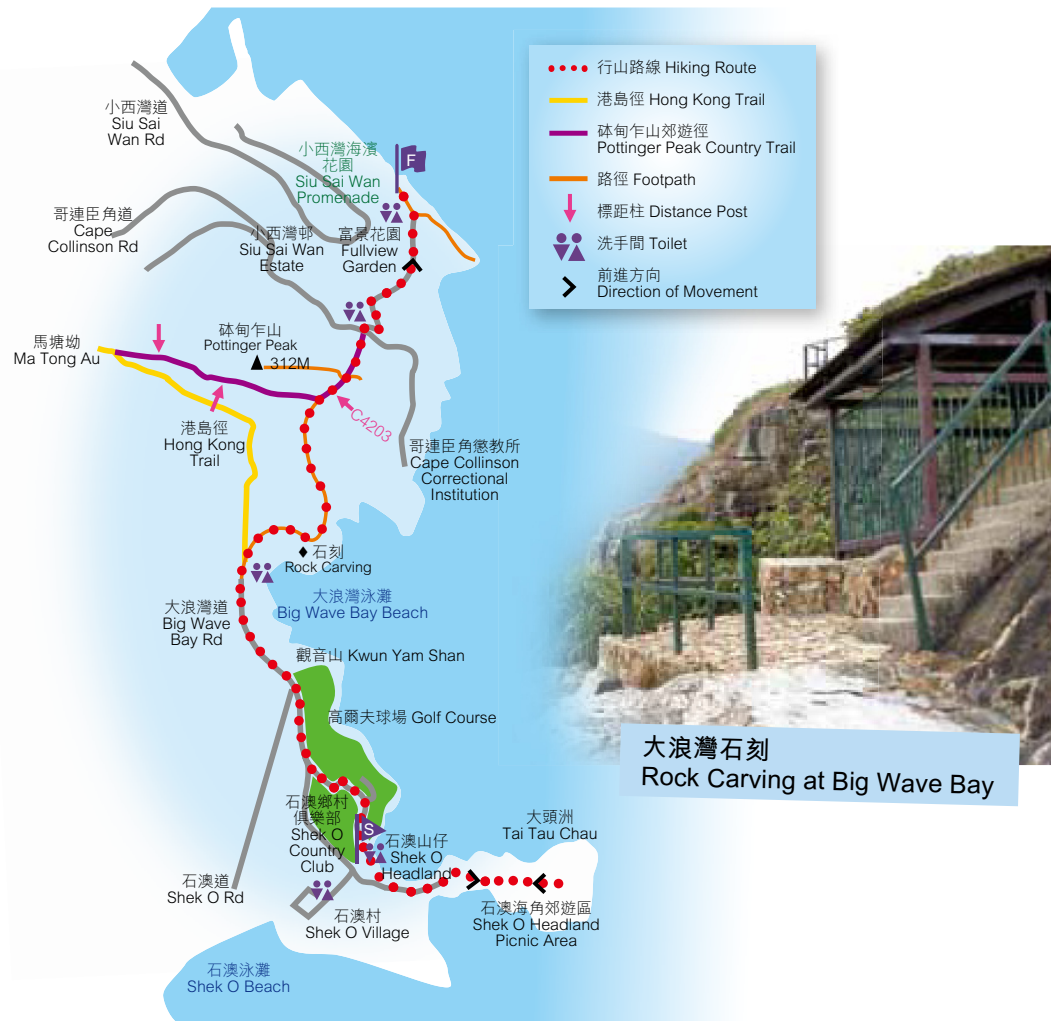 行山路線 Hiking Route
港島徑 Hong Kong Trail
砵甸乍山郊遊徑
Pottinger Peak Country Trail
路徑 Footpath
標距柱 Distance Post
洗手間 Toilet
前進方向
Direction of Movement
小西灣道
Siu Sai
Wan Rd
小西灣海濱
花園
Siu Sai Wan
Promenade
F
哥連臣角道
Cape
Collinson Rd
小西灣邨
Siu Sai Wan
Estate
富景花園
Fullview
Garden
馬塘坳
Ma Tong Au
砵甸乍山
Pottinger Peak
312M
C4203
港島徑
Hong Kong
Trail
哥連臣角懲教所
Cape Collinson
Correctional
Institution
石刻
Rock Carving
大浪灣泳灘
Big Wave Bay Beach
大浪灣道
Big Wave
Bay Rd
觀音山 Kwun Yam Shan
高爾夫球場 Golf Course
石澳鄉村
俱樂部
Shek O
Country
Club
S
石澳山仔
Shek O
Headland
大頭洲
Tai Tau Chau
石澳道
Shek O Rd
石澳村
Shek O Village
石澳海角郊遊區
Shek O Headland
Picnic Area
石澳泳灘
Shek O Beach
大浪灣石刻
Rock Carving at Big Wave Bay